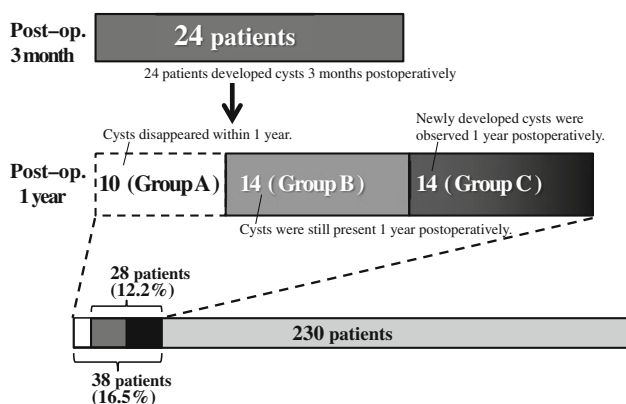 Post–op.
3 month
24 patients
24 patients developed cysts 3 months postoperatively
Cysts disappeared within 1 year.
Newly developed cysts were
observed 1 year postoperatively.
Post–op.
1 year
10 (Group A)
14 (Group B)
14 (Group C)
Cysts were still present 1 year postoperatively.
28 patients
(12.2%)
230 patients
38 patients
(16.5%)